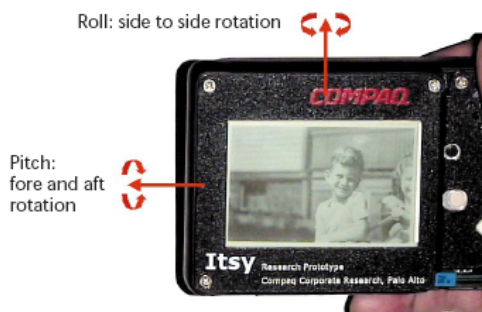 Roll: side to side rotation
COMPAQ
Pitch:
fore and aft
rotation
Itsy Research Prototype
Compaq Corporate Research, Palo Alto